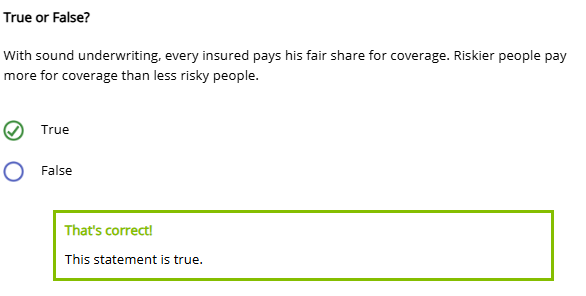 True or False?
With sound underwriting, every insured pays his fair share for coverage. Riskier people pay
more for coverage than less risky people.
True
False
That's correct!
This statement is true.